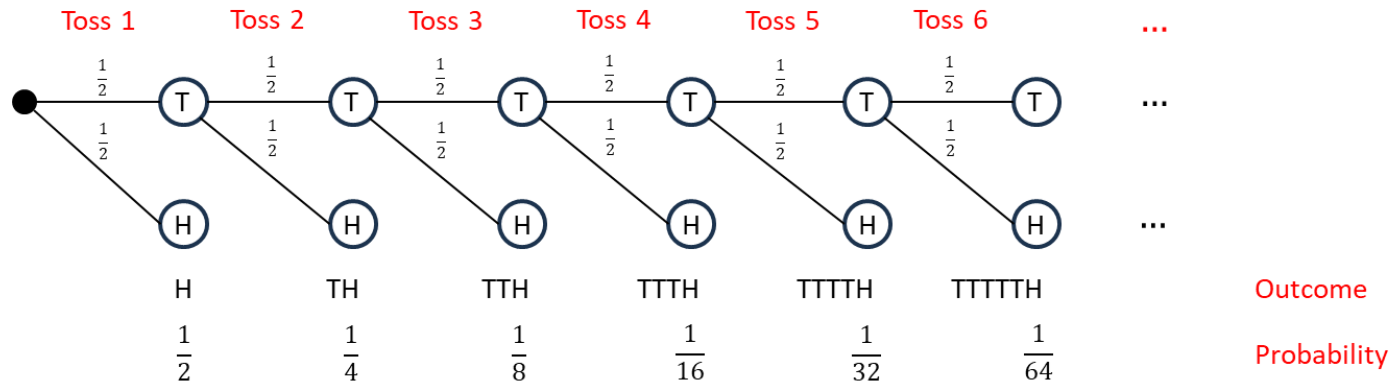 Toss 1 Toss 2 Toss 3 Toss 4 Toss 5 Toss 6 ...
1/2 1/2 1/2 1/2 1/2 1/2
T T T T T T ...
1/2 1/2 1/2 1/2 1/2 1/2
H H H H H H ...
H TH TTH TTTH TTTTH TTTTTH Outcome
1/2 1/4 1/8 1/16 1/32 1/64 Probability